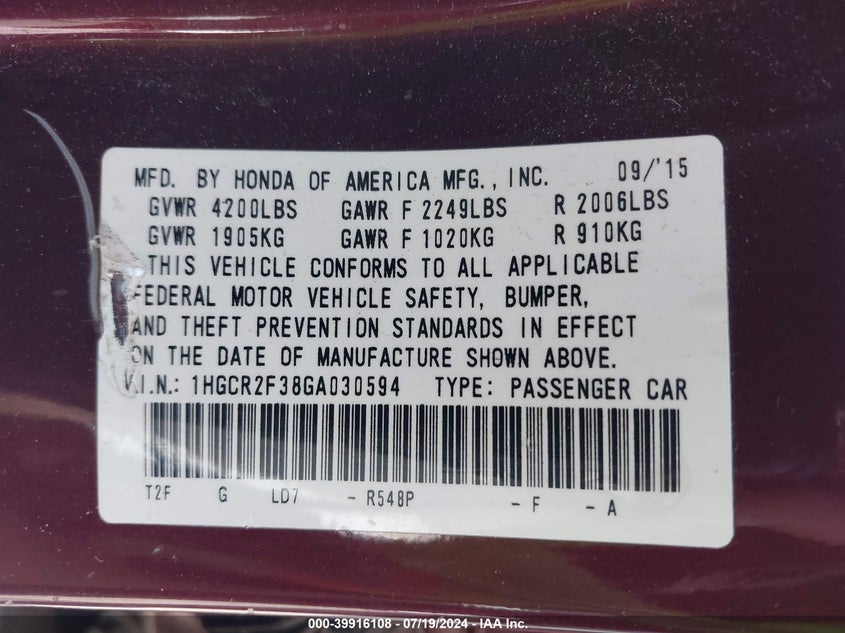 MFD. BY HONDA OF AMERICA MFG., INC. 09/'15
GVWR 4200LBS GAWR F 2249LBS R 2006LBS
GVWR 1905KG GAWR F 1020KG R 910KG
THIS VEHICLE CONFORMS TO ALL APPLICABLE
FEDERAL MOTOR VEHICLE SAFETY, BUMPER,
AND THEFT PREVENTION STANDARDS IN EFFECT
ON THE DATE OF MANUFACTURE SHOWN ABOVE.
V.I.N.: 1HGCR2F38GA030594 TYPE: PASSENGER CAR
T2F G LD7 - R548P - F - A
000-39916108 - 07/19/2024 - IAA Inc.